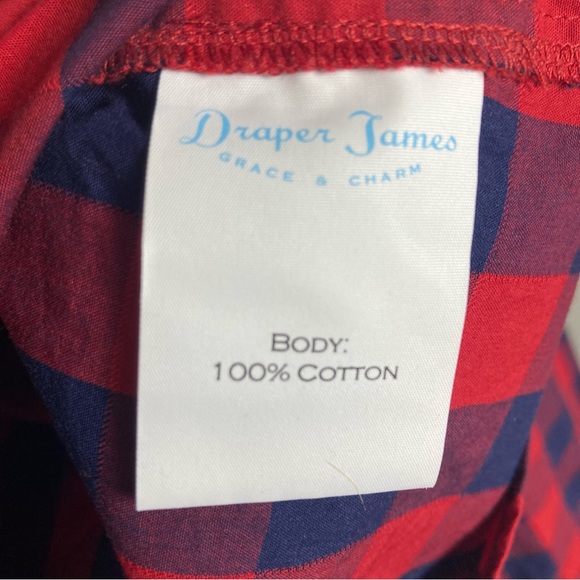 Draper James
GRACE & CHARM
BODY:
100% COTTON